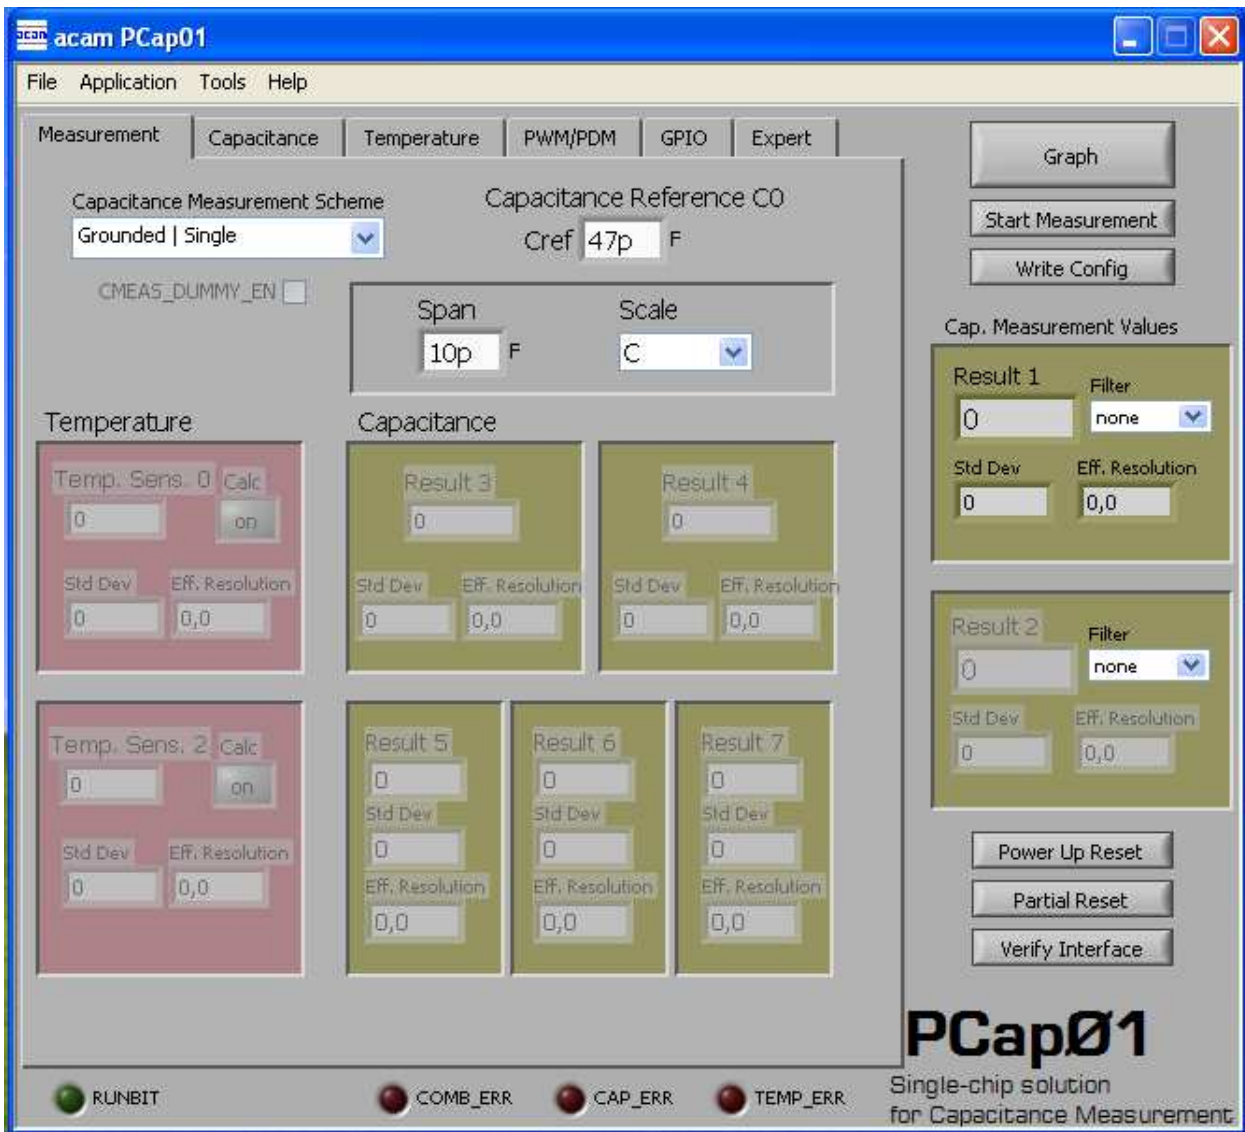 acam acam PCap01
File Application Tools Help
Measurement Capacitance Temperature PWM/PDM GPIO Expert
Capacitance Measurement Scheme
Grounded | Single
CMEAS_DUMMY_EN
Capacitance Reference C0
Cref 47p F
Span Scale
10p F C
Temperature
Temp. Sens. 0 Calc
0 on
Std Dev Eff. Resolution
0 0,0
Temp. Sens. 2 Calc
0 on
Std Dev Eff. Resolution
0 0,0
Capacitance
Result 3
0
Std Dev Eff. Resolution
0 0,0
Result 4
0
Std Dev Eff. Resolution
0 0,0
Result 5
0
Std Dev
0
Eff. Resolution
0,0
Result 6
0
Std Dev
0
Eff. Resolution
0,0
Result 7
0
Std Dev
0
Eff. Resolution
0,0
Graph
Start Measurement
Write Config
Cap. Measurement Values
Result 1 Filter
0 none
Std Dev Eff. Resolution
0 0,0
Result 2 Filter
0 none
Std Dev Eff. Resolution
0 0,0
Power Up Reset
Partial Reset
Verify Interface
PCapØ1
Single-chip solution
for Capacitance Measurement
RUNBIT COMB_ERR CAP_ERR TEMP_ERR